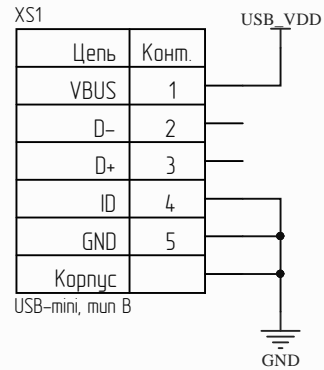 XS1
USB_VDD
Цепь Конт.
VBUS 1
D– 2
D+ 3
ID 4
GND 5
Корпус
USB–mini, тип В
GND